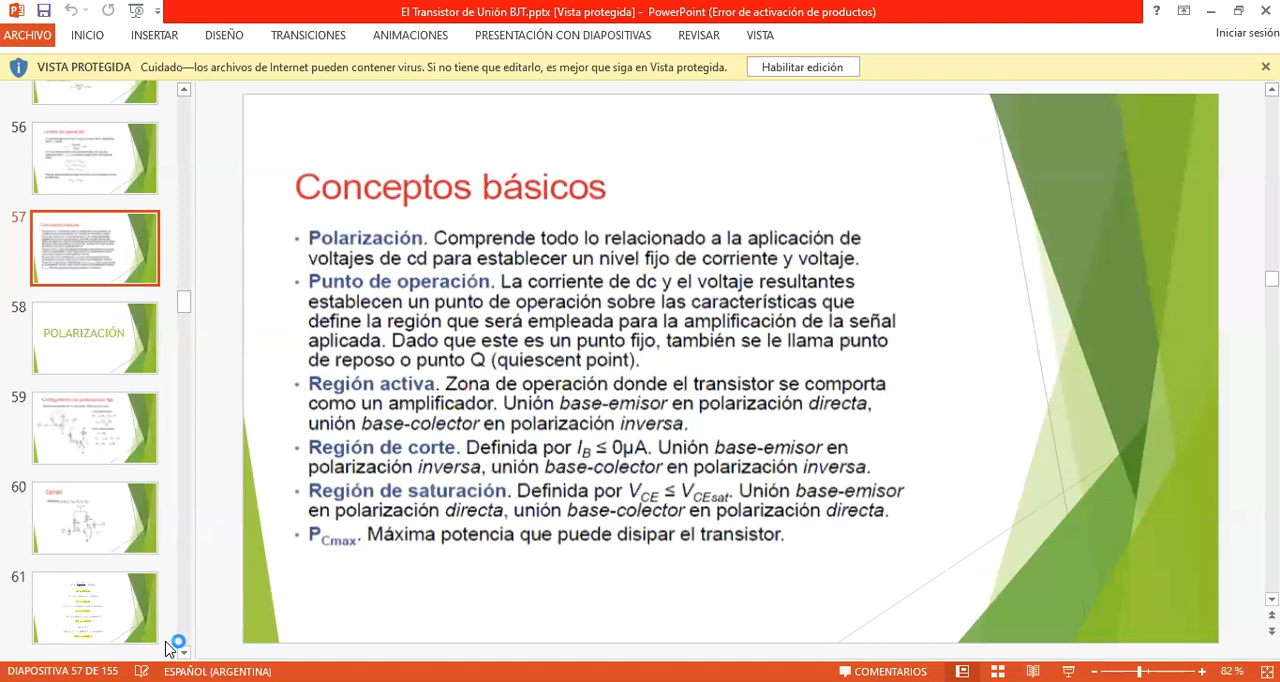 El Transistor de Unión BJT.pptx [Vista protegida] - PowerPoint (Error de activación de productos)
ARCHIVO INICIO INSERTAR DISEÑO TRANSICIONES ANIMACIONES PRESENTACIÓN CON DIAPOSITIVAS REVISAR VISTA Iniciar sesión
VISTA PROTEGIDA Cuidado—los archivos de Internet pueden contener virus. Si no tiene que editarlo, es mejor que siga en Vista protegida. Habilitar edición
56
57
58
POLARIZACIÓN
59
60
61
Conceptos básicos
• Polarización. Comprende todo lo relacionado a la aplicación de
voltajes de cd para establecer un nivel fijo de corriente y voltaje.
• Punto de operación. La corriente de dc y el voltaje resultantes
establecen un punto de operación sobre las características que
define la región que será empleada para la amplificación de la señal
aplicada. Dado que este es un punto fijo, también se le llama punto
de reposo o punto Q (quiescent point).
• Región activa. Zona de operación donde el transistor se comporta
como un amplificador. Unión base-emisor en polarización directa,
unión base-colector en polarización inversa.
• Región de corte. Definida por IB ≤ 0µA. Unión base-emisor en
polarización inversa, unión base-colector en polarización inversa.
• Región de saturación. Definida por VCE ≤ VCEsat. Unión base-emisor
en polarización directa, unión base-colector en polarización directa.
• PCmax. Máxima potencia que puede disipar el transistor.
DIAPOSITIVA 57 DE 155 ESPAÑOL (ARGENTINA) COMENTARIOS 82 %